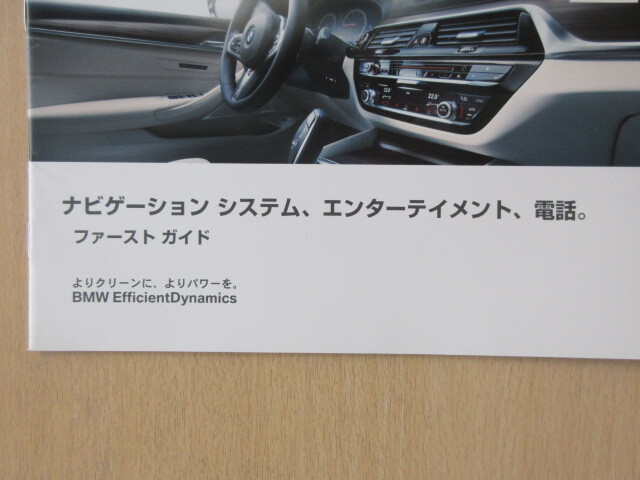 ナビゲーション システム、エンターテイメント、電話。
ファースト ガイド
よりクリーンに、よりパワーを。
BMW EfficientDynamics